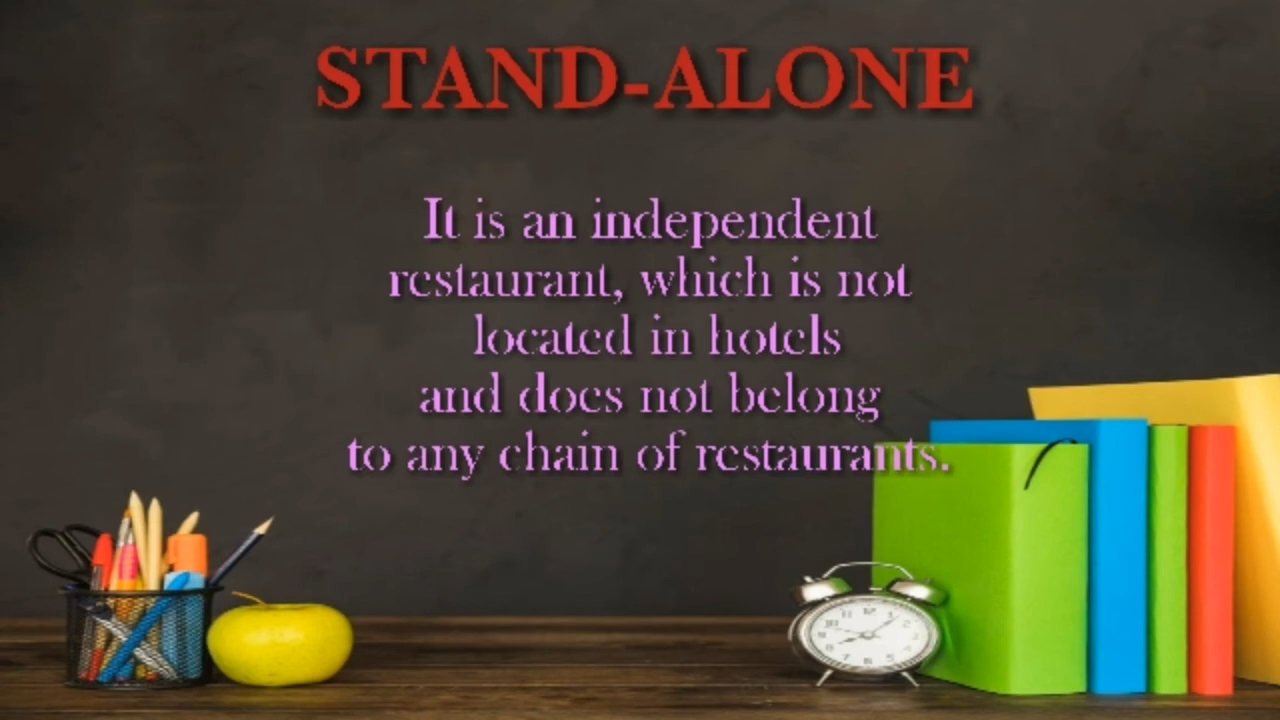 STAND-ALONE
It is an independent
restaurant, which is not
located in hotels
and does not belong
to any chain of restaurants.